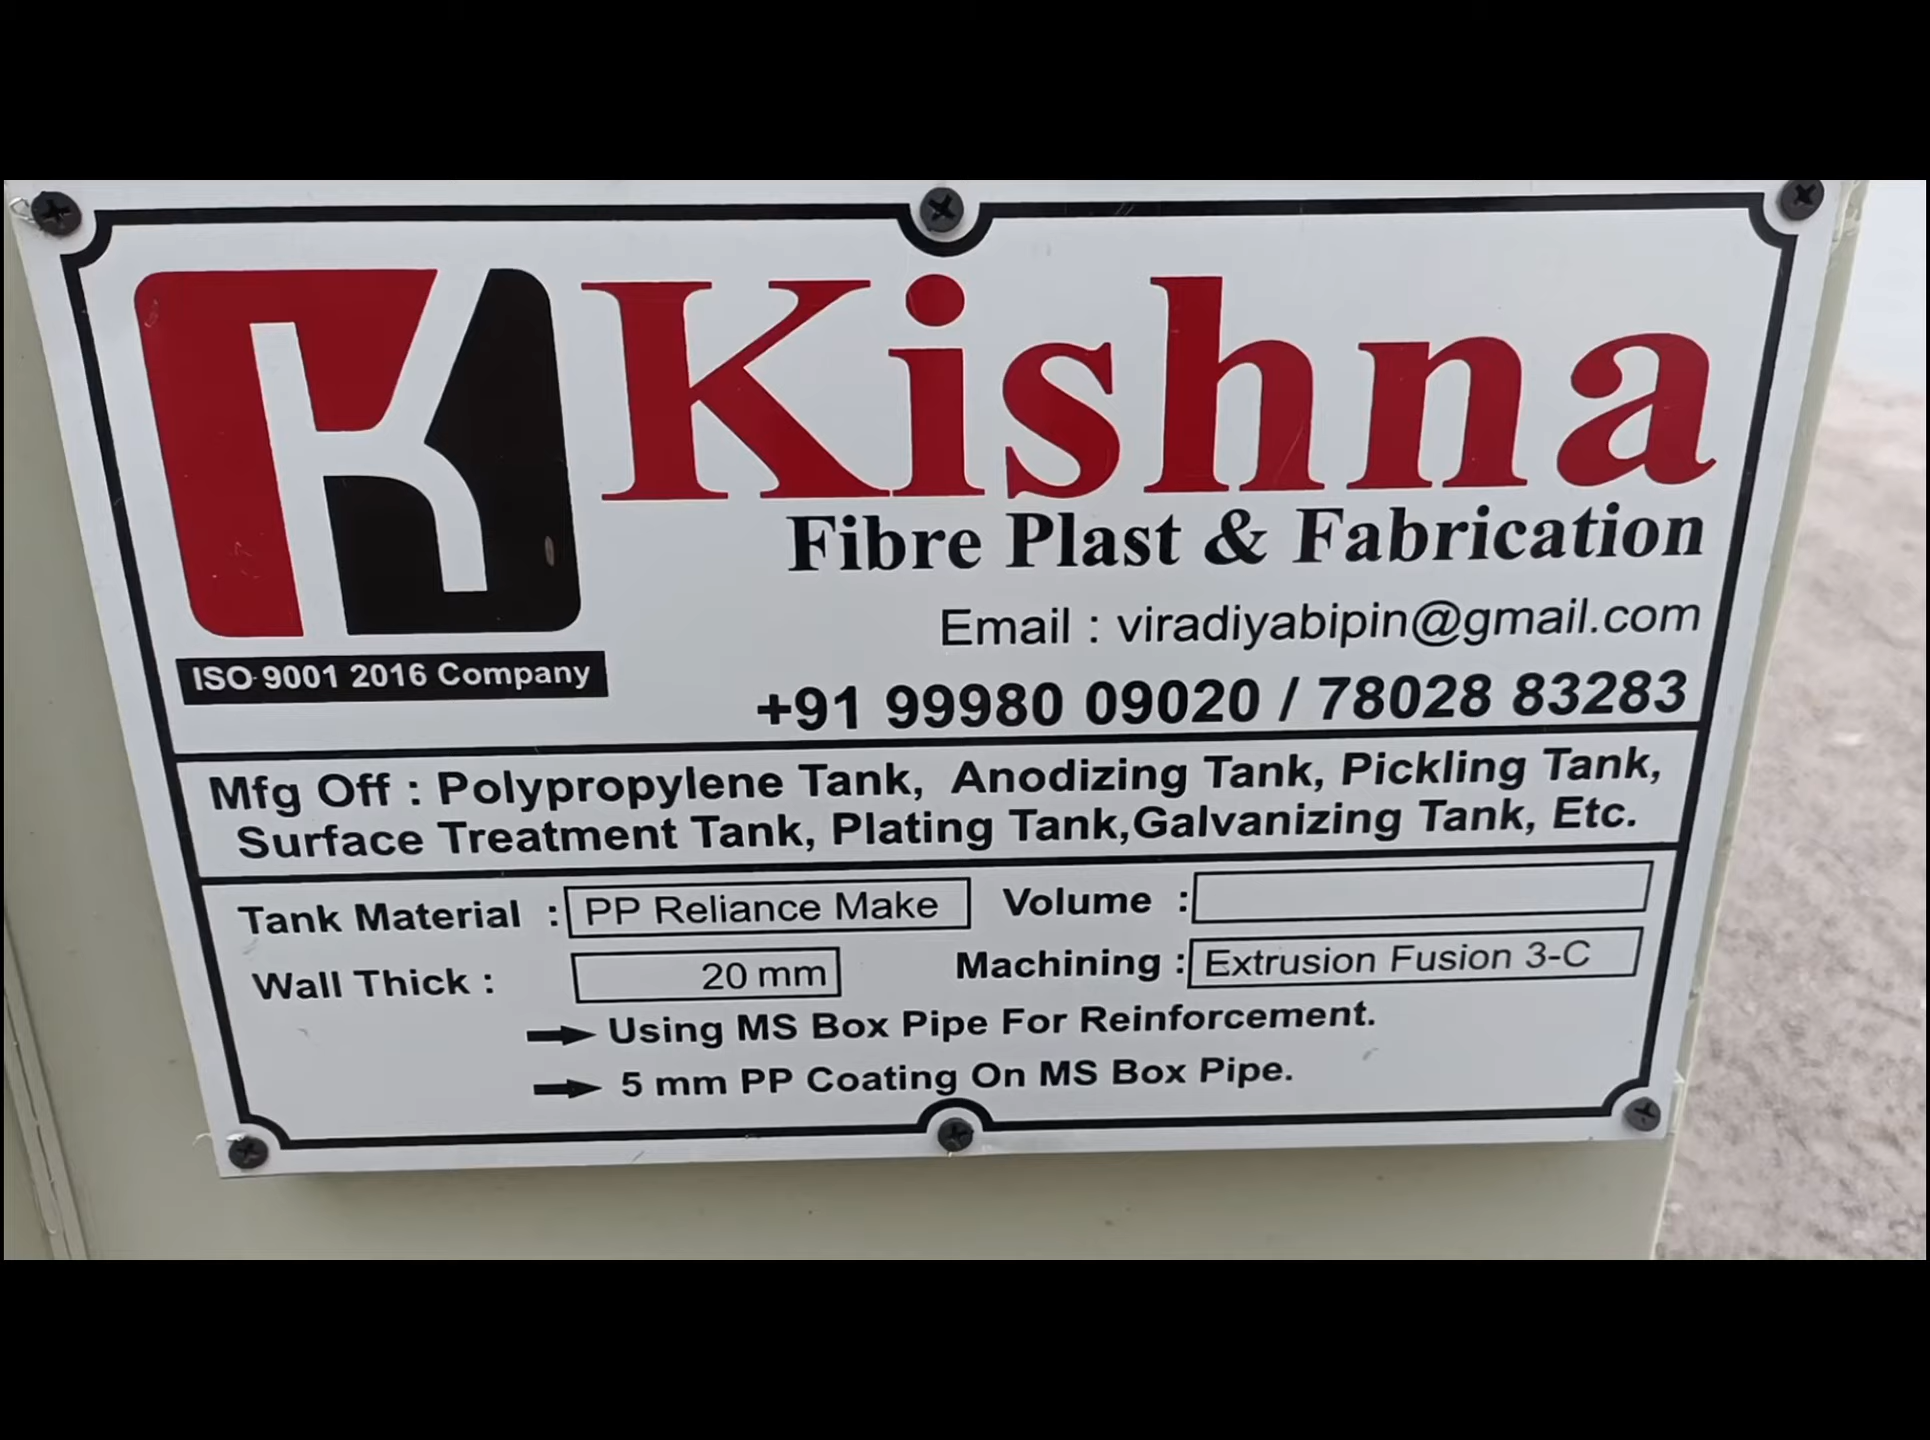 Kishna
Fibre Plast & Fabrication
Email : viradiyabipin@gmail.com
ISO 9001 2016 Company
+91 99980 09020 / 78028 83283
Mfg Off : Polypropylene Tank, Anodizing Tank, Pickling Tank,
Surface Treatment Tank, Plating Tank,Galvanizing Tank, Etc.
Tank Material : PP Reliance Make Volume :
Wall Thick : 20 mm Machining : Extrusion Fusion 3-C
Using MS Box Pipe For Reinforcement.
5 mm PP Coating On MS Box Pipe.